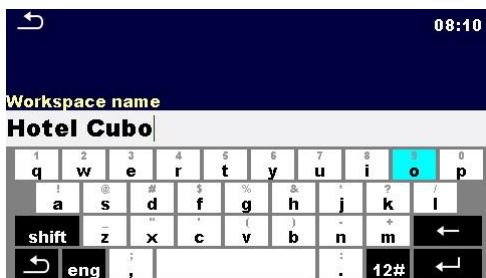 08:10
Workspace name
Hotel Cubo
1 2 3 4 5 6 7 8 9 0
q w e r t y u i o p
! @ # $ % & * ? /
a s d f g h j k l
" ' ( ) - +
shift z x c v b n m
; :
eng , . 12#